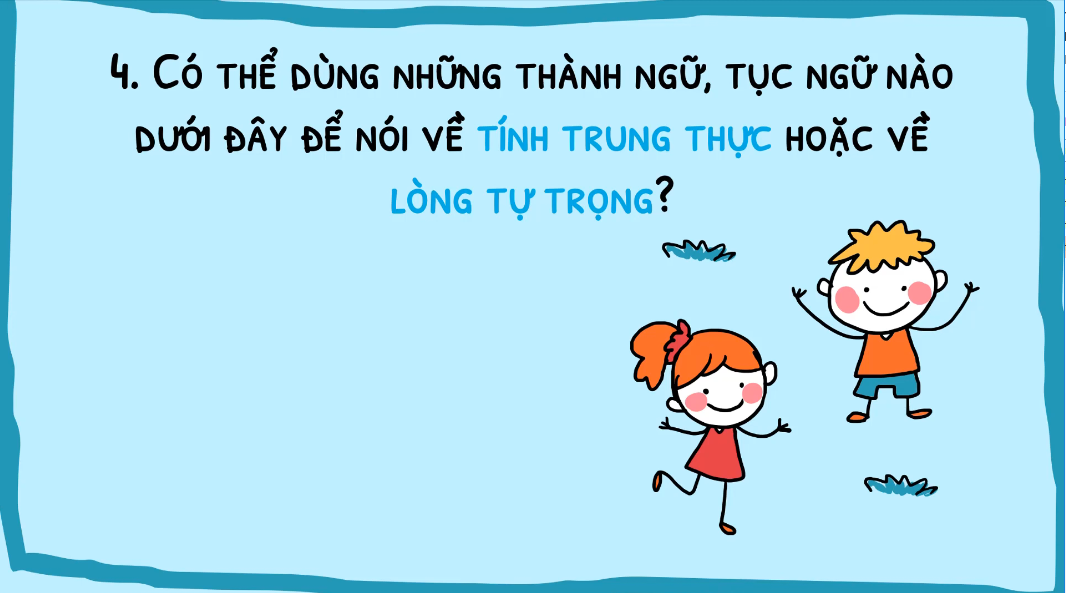 4. Có thể dùng những thành ngữ, tục ngữ nào
dưới đây để nói về tính trung thực hoặc về
lòng tự trọng?